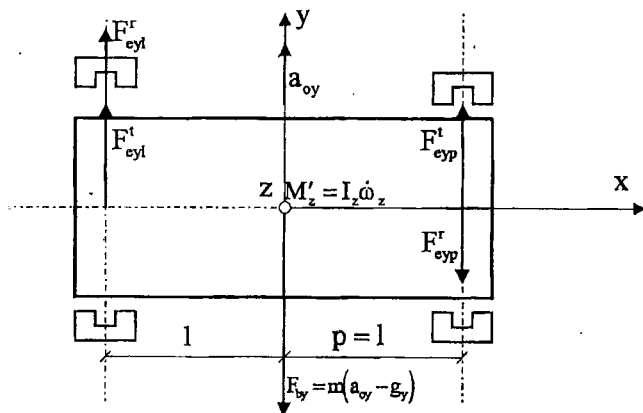 F^r_eyl
y
a_oy
F^t_eyl
F^t_eyp
z M'_z = I_z ω̇_z
x
F^r_eyp
l
p = l
F_by = m(a_oy − g_y)